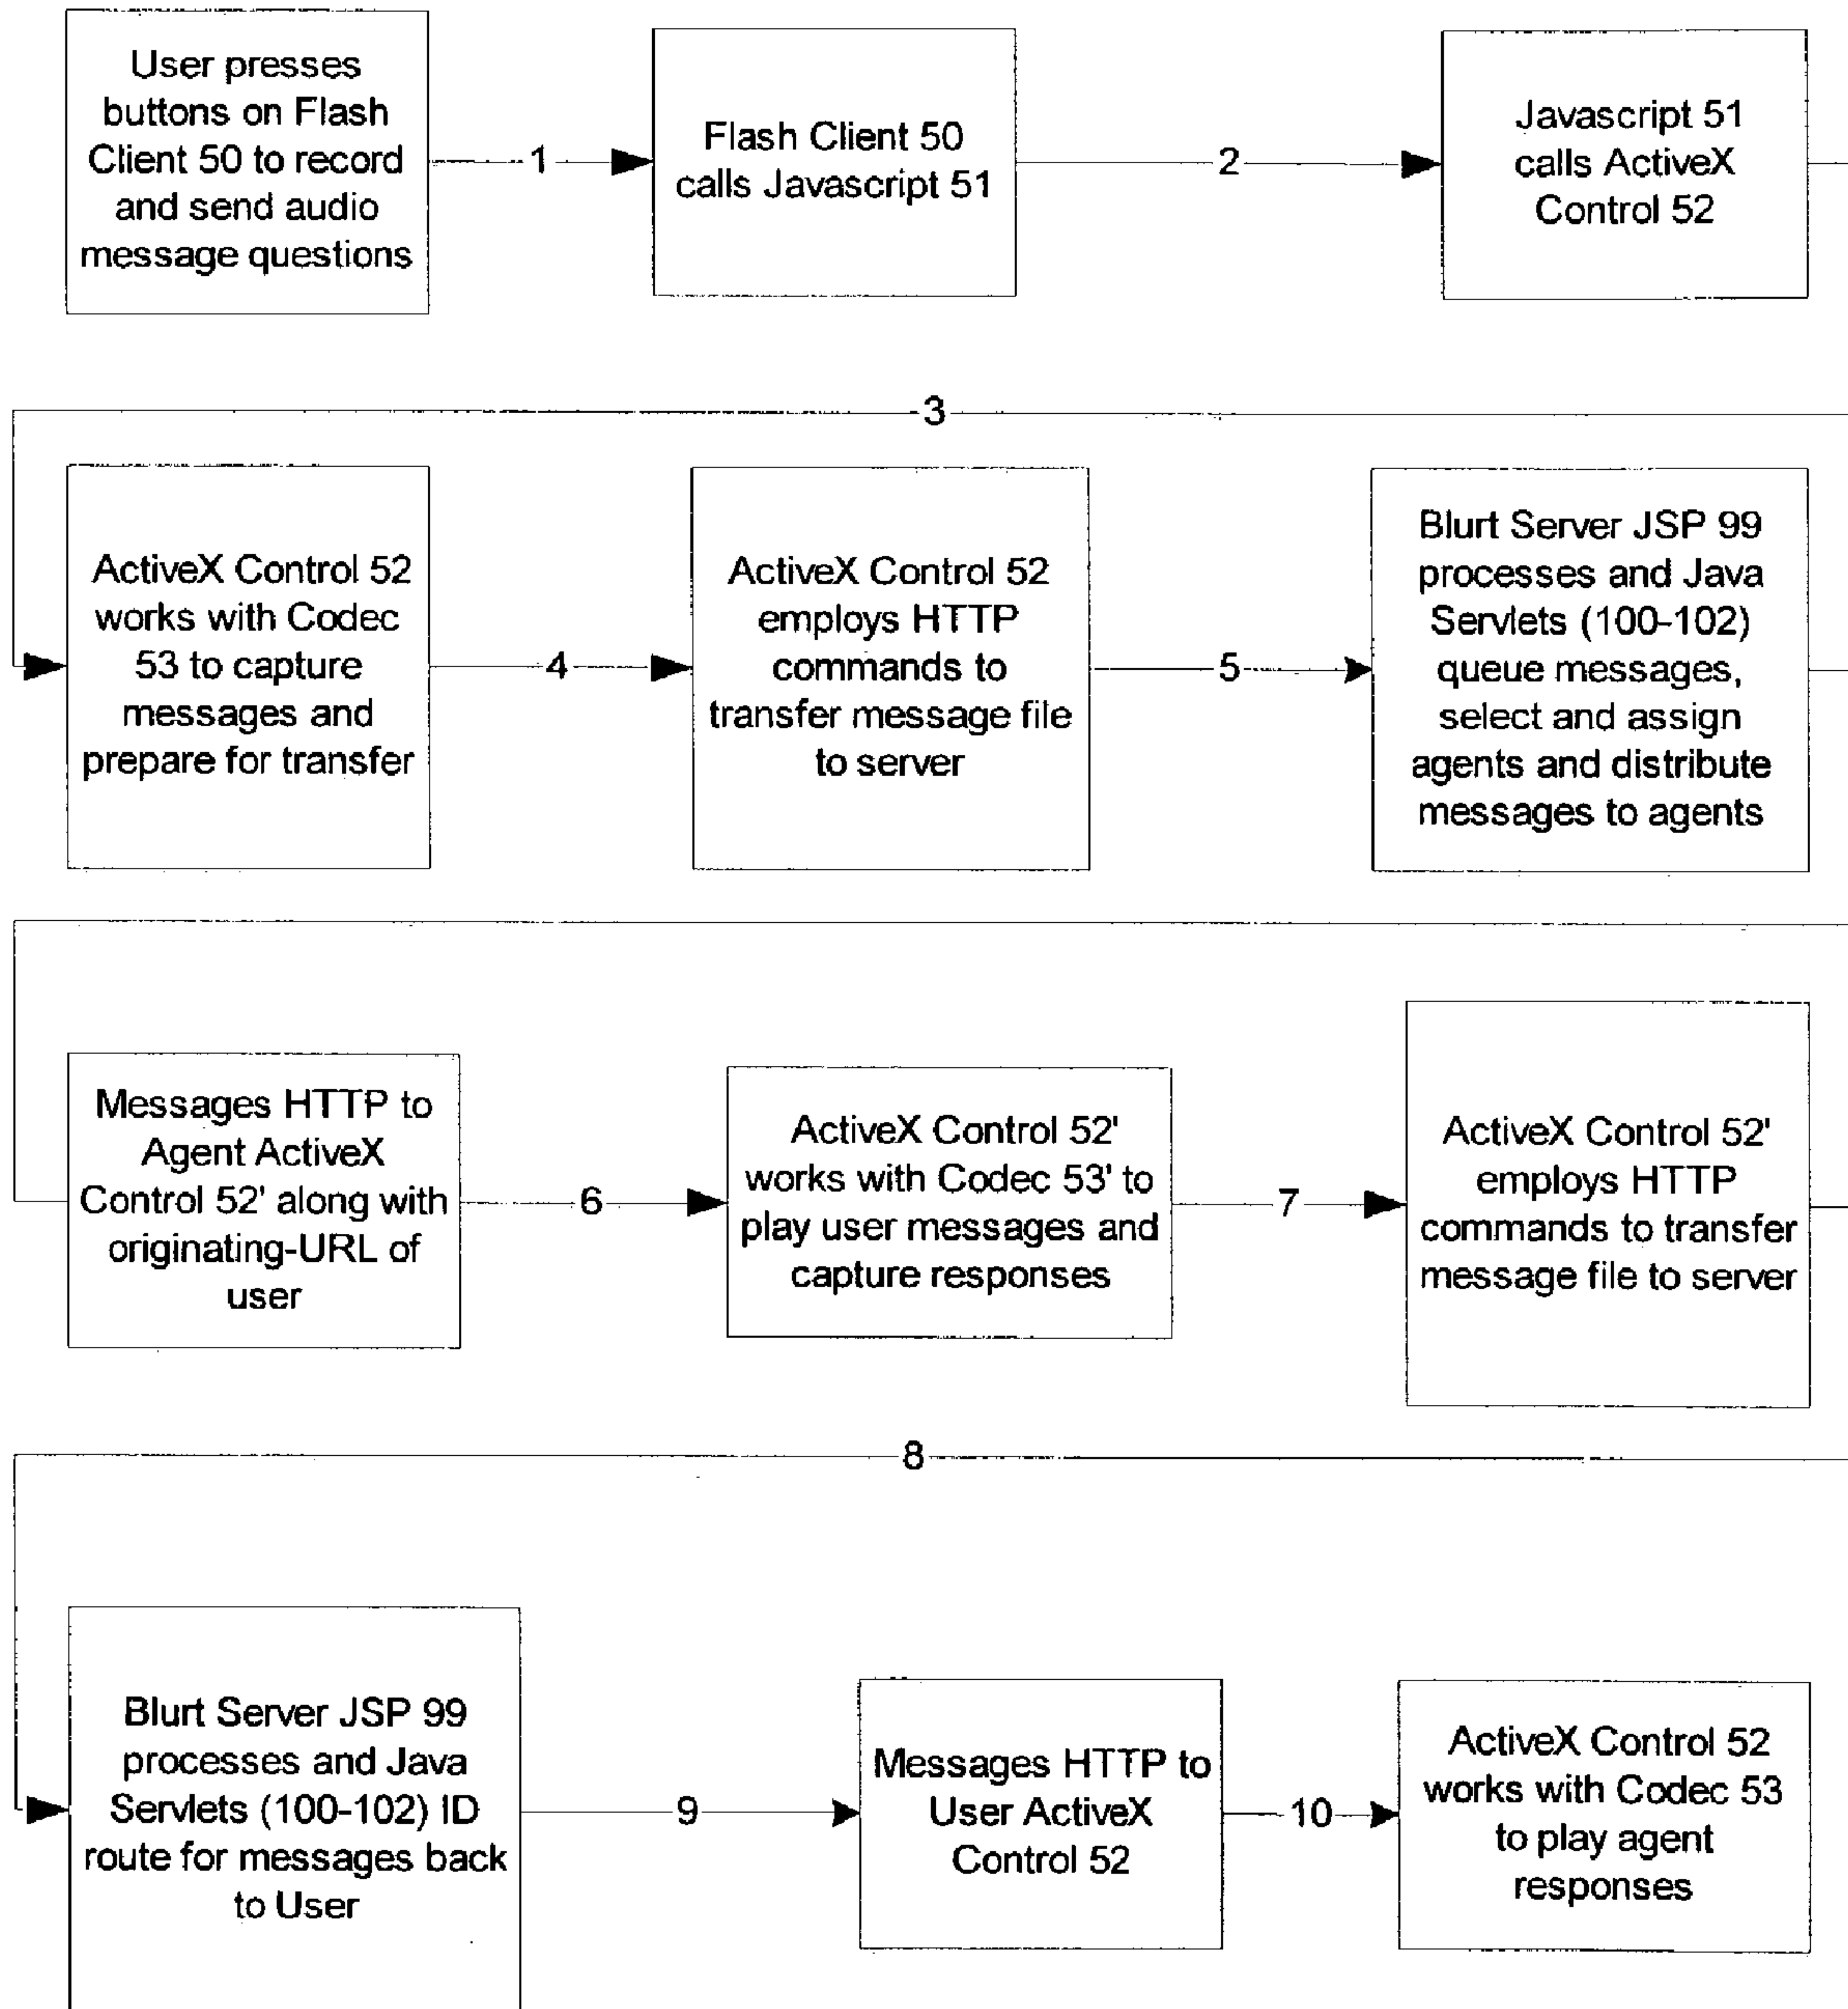 User presses
buttons on Flash
Client 50 to record
and send audio
message questions
1
Flash Client 50
calls Javascript 51
2
Javascript 51
calls ActiveX
Control 52
3
ActiveX Control 52
works with Codec
53 to capture
messages and
prepare for transfer
4
ActiveX Control 52
employs HTTP
commands to
transfer message file
to server
5
Blurt Server JSP 99
processes and Java
Servlets (100-102)
queue messages,
select and assign
agents and distribute
messages to agents
Messages HTTP to
Agent ActiveX
Control 52' along with
originating-URL of
user
6
ActiveX Control 52'
works with Codec 53' to
play user messages and
capture responses
7
ActiveX Control 52'
employs HTTP
commands to transfer
message file to server
8
Blurt Server JSP 99
processes and Java
Servlets (100-102) ID
route for messages back
to User
9
Messages HTTP to
User ActiveX
Control 52
10
ActiveX Control 52
works with Codec 53
to play agent
responses